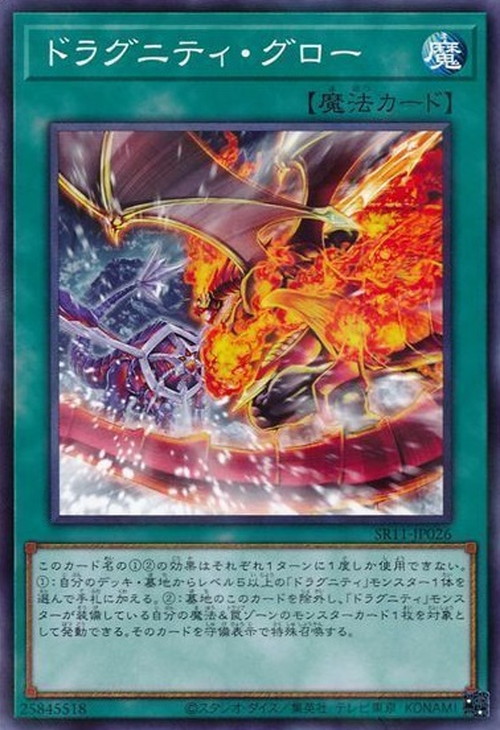 ドラグニティ・グロー
魔
【魔法カード】
SR11-JP026
このカード名の①②の効果はそれぞれ1ターンに1度しか使用できない。
①:自分のデッキ・墓地からレベル5以上の「ドラグニティ」モンスター1体を
選んで手札に加える。②:墓地のこのカードを除外し、「ドラグニティ」モンス
ターが装備している自分の魔法&罠ゾーンのモンスターカード1枚を対象と
して発動できる。そのカードを守備表示で特殊召喚する。
25845518
©スタジオ・ダイス/集英社 テレビ東京 KONAMI